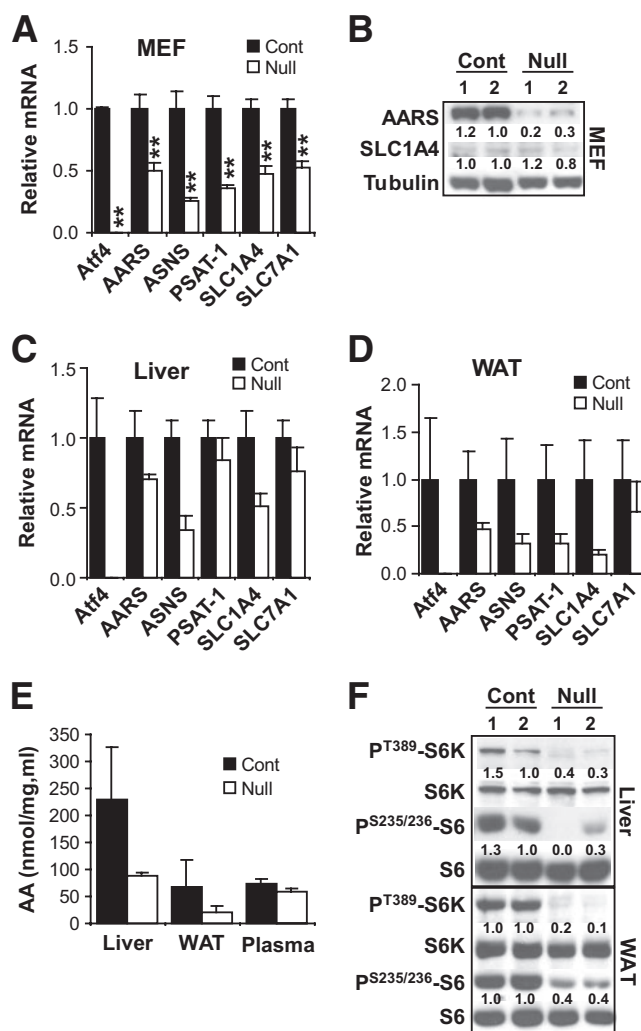 A
MEF
Cont
Null
Relative mRNA
1.5
1.0
0.5
0.0
**
**
**
**
**
**
Atf4
AARS
ASNS
PSAT-1
SLC1A4
SLC7A1
B
Cont Null
1 2 1 2
AARS
1.2 1.0 0.2 0.3
SLC1A4
1.0 1.0 1.2 0.8
Tubulin
MEF
C
Liver
Cont
Null
Relative mRNA
1.5
1.0
0.5
0.0
Atf4
AARS
ASNS
PSAT-1
SLC1A4
SLC7A1
D
WAT
Cont
Null
Relative mRNA
2.0
1.5
1.0
0.5
0.0
Atf4
AARS
ASNS
PSAT-1
SLC1A4
SLC7A1
E
Cont
Null
AA (nmol/mg,ml)
350
300
250
200
150
100
50
0
Liver WAT Plasma
F
Cont Null
1 2 1 2
PT389-S6K
1.5 1.0 0.4 0.3
S6K
PS235/236-S6
1.3 1.0 0.0 0.3
S6
Liver
PT389-S6K
1.0 1.0 0.2 0.1
S6K
PS235/236-S6
1.0 1.0 0.4 0.4
S6
WAT